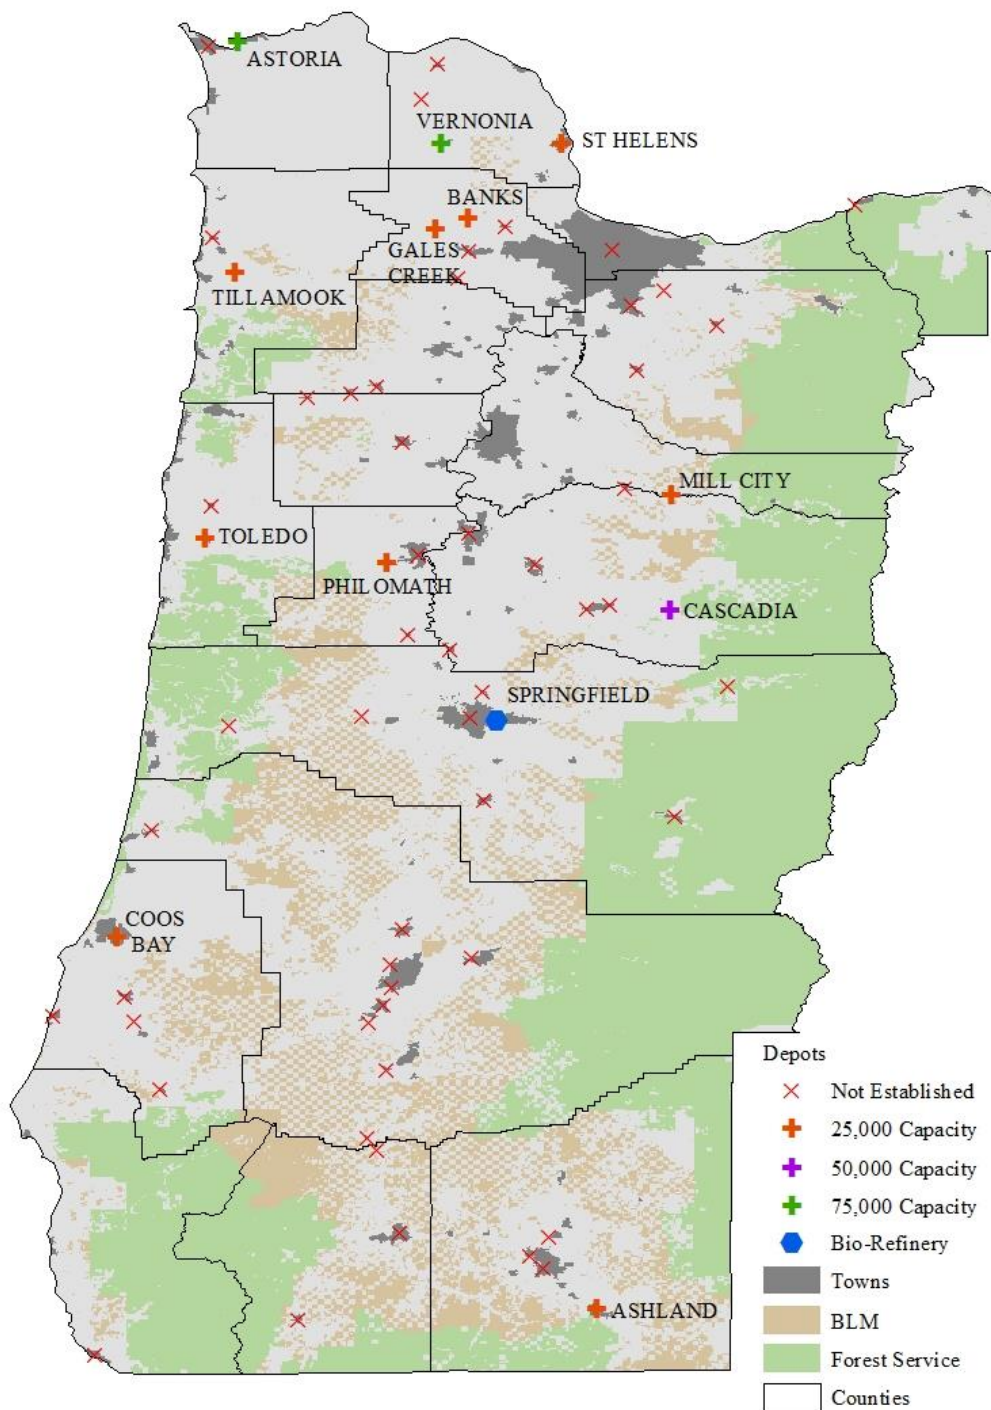 ASTORIA
VERNONIA
ST HELENS
BANKS
GALES
CREEK
TILLAMOOK
MILL CITY
TOLEDO
PHILOMATH
CASCADIA
SPRINGFIELD
COOS
BAY
ASHLAND
Depots
Not Established
25,000 Capacity
50,000 Capacity
75,000 Capacity
Bio-Refinery
Towns
BLM
Forest Service
Counties